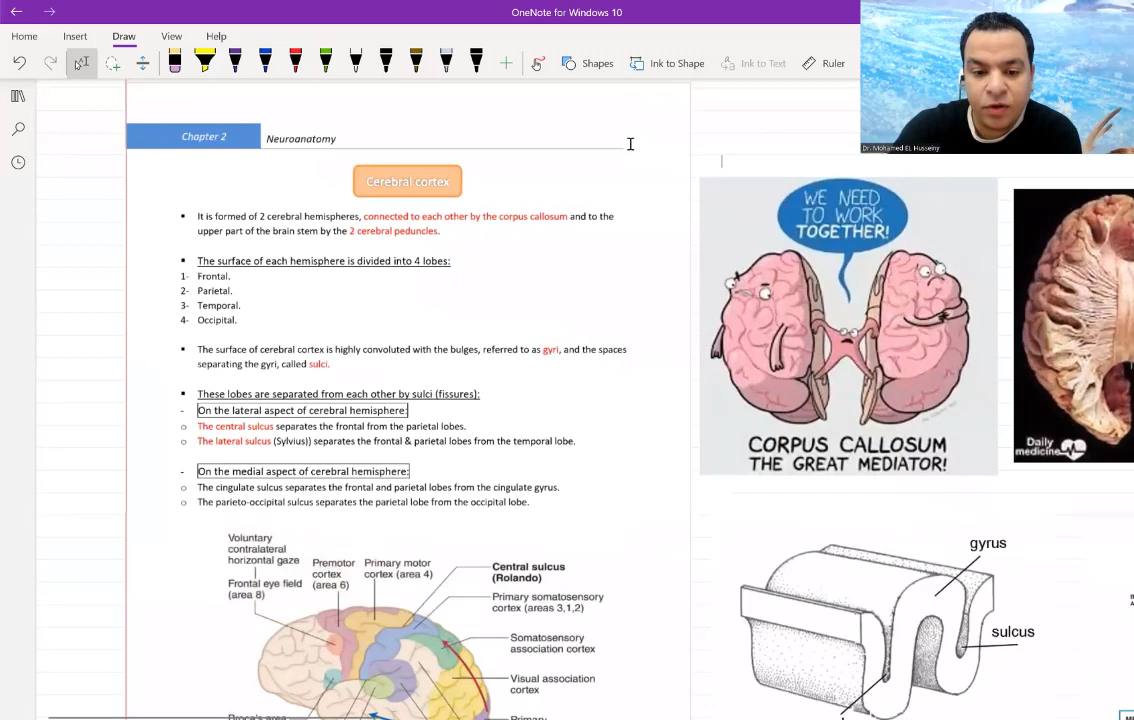 OneNote for Windows 10
Home Insert Draw View Help
Shapes Ink to Shape Ink to Text Ruler
Dr. Mohamed EL Husseiny
Chapter 2 Neuroanatomy
Cerebral cortex
▪ It is formed of 2 cerebral hemispheres, connected to each other by the corpus callosum and to the
upper part of the brain stem by the 2 cerebral peduncles.
▪ The surface of each hemisphere is divided into 4 lobes:
1- Frontal.
2- Parietal.
3- Temporal.
4- Occipital.
▪ The surface of cerebral cortex is highly convoluted with the bulges, referred to as gyri, and the spaces
separating the gyri, called sulci.
▪ These lobes are separated from each other by sulci (fissures):
- On the lateral aspect of cerebral hemisphere:
o The central sulcus separates the frontal from the parietal lobes.
o The lateral sulcus (Sylvius)) separates the frontal & parietal lobes from the temporal lobe.
- On the medial aspect of cerebral hemisphere:
o The cingulate sulcus separates the frontal and parietal lobes from the cingulate gyrus.
o The parieto-occipital sulcus separates the parietal lobe from the occipital lobe.
Voluntary
contralateral
horizontal gaze
Frontal eye field
(area 8)
Premotor
cortex
(area 6)
Primary motor
cortex (area 4)
Central sulcus
(Rolando)
Primary somatosensory
cortex (areas 3,1,2)
Somatosensory
association cortex
Visual association
cortex
Primary
Broca's area
WE NEED
TO WORK
TOGETHER!
CORPUS CALLOSUM
THE GREAT MEDIATOR!
Daily
medicine
gyrus
sulcus